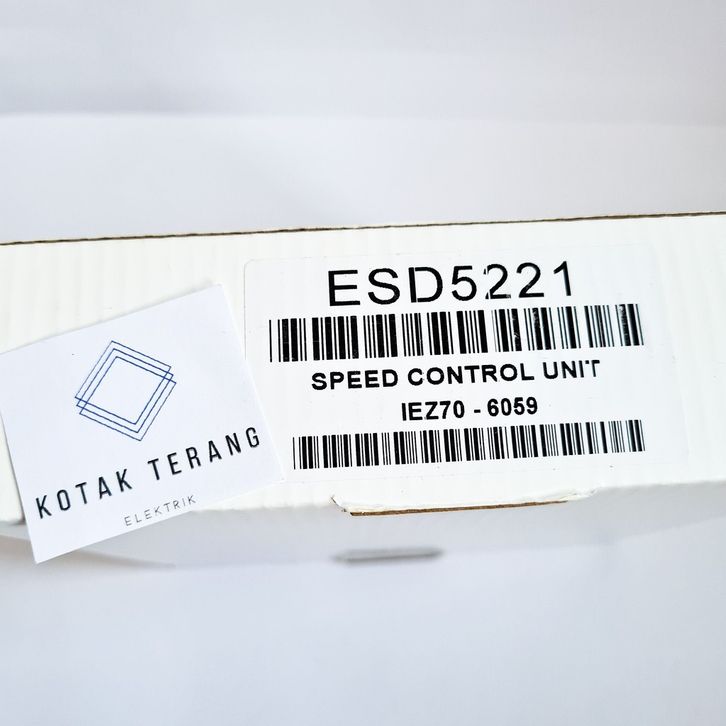 ESD5221
SPEED CONTROL UNIT
IEZ70 - 6059
KOTAK TERANG
ELEKTRIK